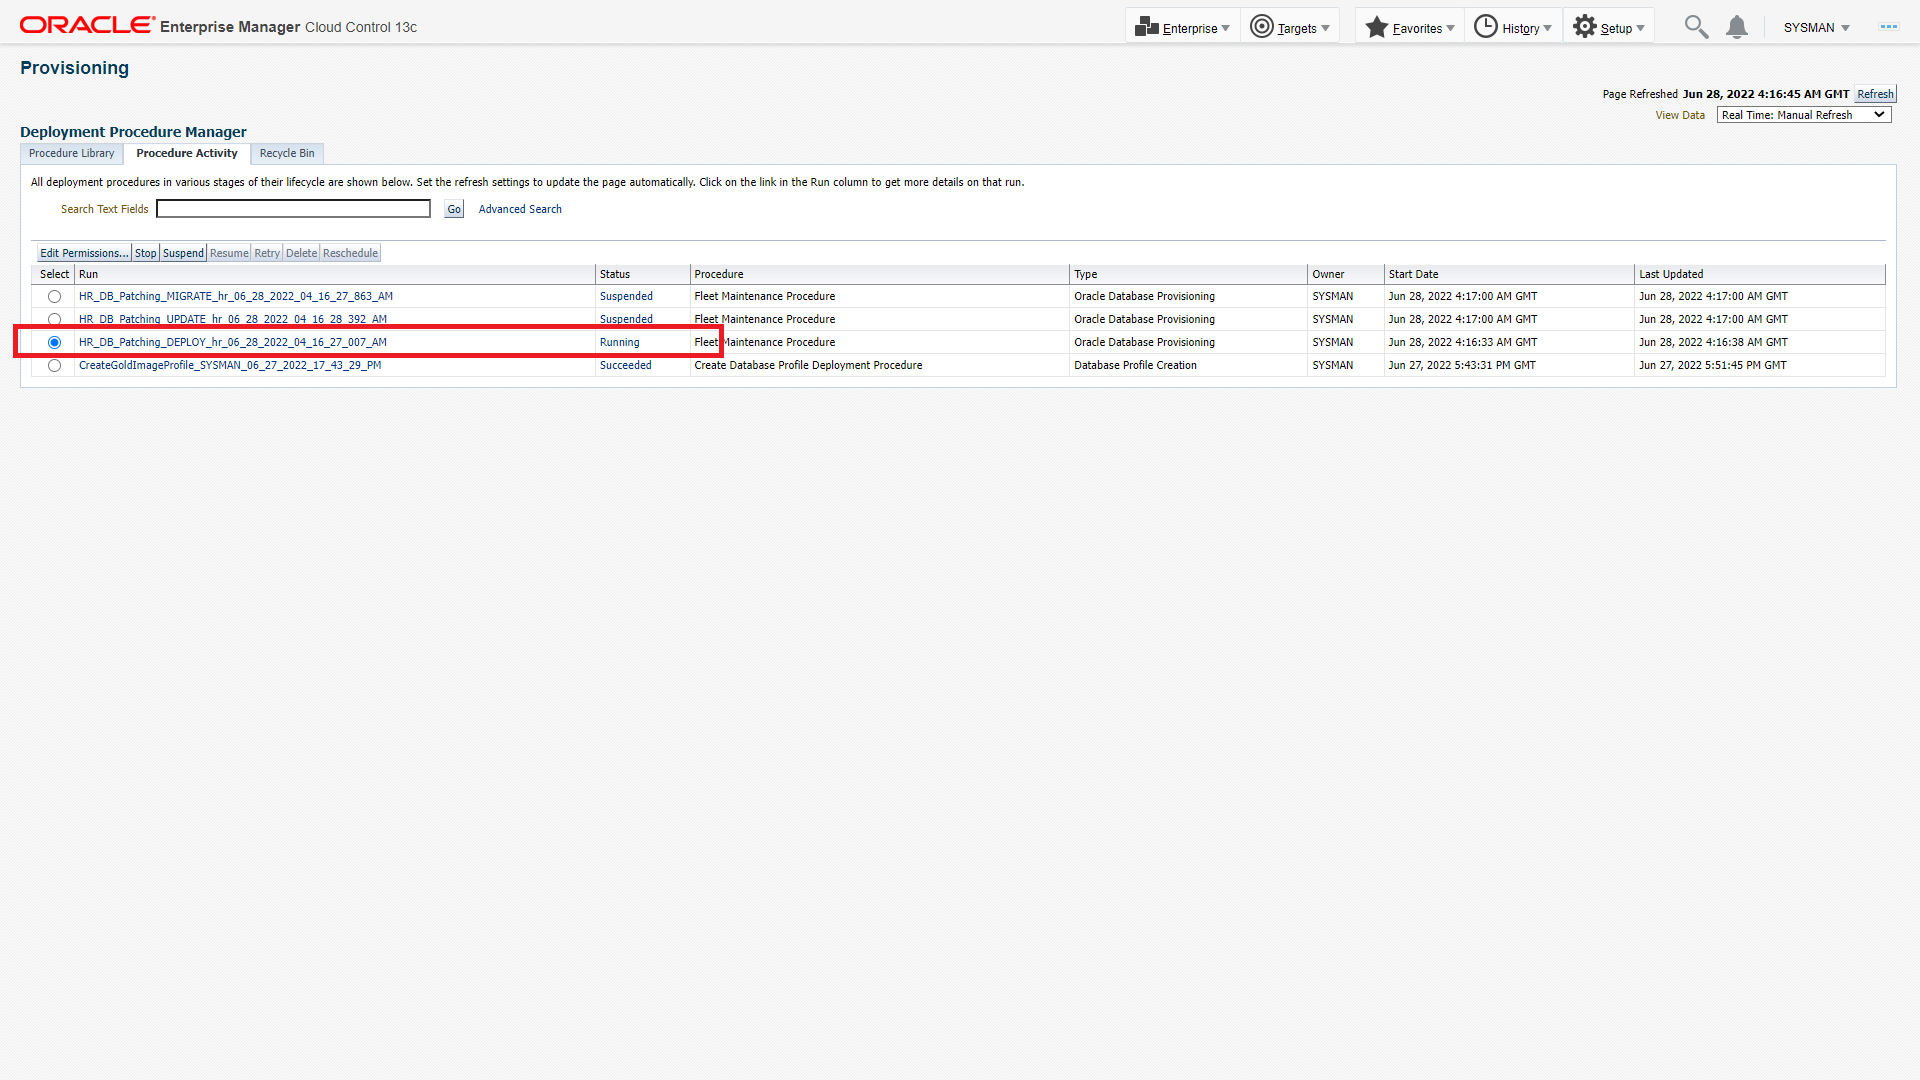 ORACLE Enterprise Manager Cloud Control 13c Enterprise Targets Favorites History Setup SYSMAN
Provisioning
Page Refreshed Jun 28, 2022 4:16:45 AM GMT Refresh
View Data Real Time: Manual Refresh
Deployment Procedure Manager
Procedure Library Procedure Activity Recycle Bin
All deployment procedures in various stages of their lifecycle are shown below. Set the refresh settings to update the page automatically. Click on the link in the Run column to get more details on that run.
Search Text Fields Go Advanced Search
Edit Permissions... Stop Suspend Resume Retry Delete Reschedule
Select Run Status Procedure Type Owner Start Date Last Updated
HR_DB_Patching_MIGRATE_hr_06_28_2022_04_16_27_863_AM Suspended Fleet Maintenance Procedure Oracle Database Provisioning SYSMAN Jun 28, 2022 4:17:00 AM GMT Jun 28, 2022 4:17:00 AM GMT
HR_DB_Patching_UPDATE_hr_06_28_2022_04_16_28_392_AM Suspended Fleet Maintenance Procedure Oracle Database Provisioning SYSMAN Jun 28, 2022 4:17:00 AM GMT Jun 28, 2022 4:17:00 AM GMT
HR_DB_Patching_DEPLOY_hr_06_28_2022_04_16_27_007_AM Running Fleet Maintenance Procedure Oracle Database Provisioning SYSMAN Jun 28, 2022 4:16:33 AM GMT Jun 28, 2022 4:16:38 AM GMT
CreateGoldImageProfile_SYSMAN_06_27_2022_17_43_29_PM Succeeded Create Database Profile Deployment Procedure Database Profile Creation SYSMAN Jun 27, 2022 5:43:31 PM GMT Jun 27, 2022 5:51:45 PM GMT